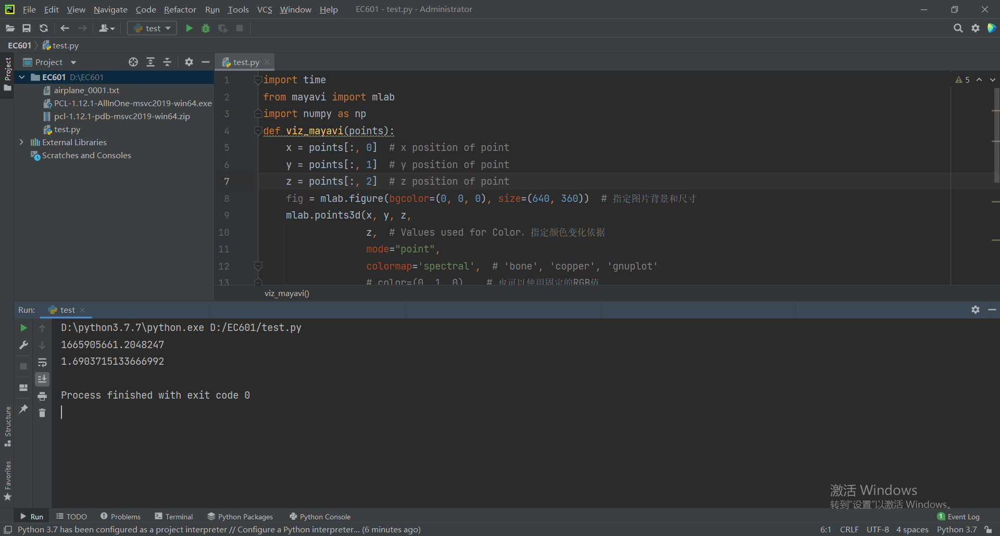 File Edit View Navigate Code Refactor Run Tools VCS Window Help EC601 - test.py - Administrator
test
EC601 test.py
Project
Project
test.py
EC601 D:\EC601
airplane_0001.txt
PCL-1.12.1-AllInOne-msvc2019-win64.exe
pcl-1.12.1-pdb-msvc2019-win64.zip
test.py
External Libraries
Scratches and Consoles
5
1 import time
2 from mayavi import mlab
3 import numpy as np
4 def viz_mayavi(points):
5 x = points[:, 0]  # x position of point
6 y = points[:, 1]  # y position of point
7 z = points[:, 2]  # z position of point
8 fig = mlab.figure(bgcolor=(0, 0, 0), size=(640, 360))  # 指定图片背景和尺寸
9 mlab.points3d(x, y, z,
10 z,  # Values used for Color，指定颜色变化依据
11 mode="point",
12 colormap='spectral',  # 'bone', 'copper', 'gnuplot'
13 # color=(0, 1, 0),   # 也可以使用固定的RGB值
viz_mayavi()
Run: test
D:\python3.7.7\python.exe D:/EC601/test.py
1665905661.2048247
1.6903715133666992
Process finished with exit code 0
Structure
Favorites
激活 Windows
转到“设置”以激活 Windows。
Run TODO Problems Terminal Python Packages Python Console 1 Event Log
Python 3.7 has been configured as a project interpreter // Configure a Python interpreter... (6 minutes ago) 6:1 CRLF UTF-8 4 spaces Python 3.7